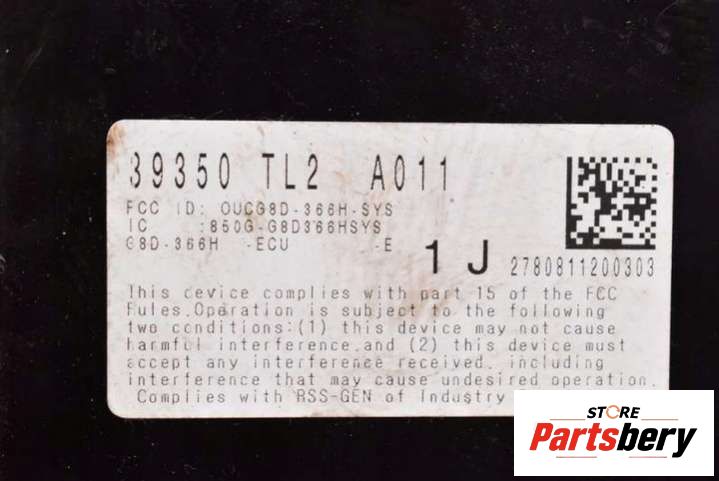 39350 TL2 A011
FCC ID: OUCG8D-366H-SYS
IC :850G-G8D366HSYS
G8D-366H -ECU -E
1J 2780811200303
This device complies with part 15 of the FCC
Rules.Operation is subject to the following
two conditions:(1) this device may not cause
harmful interference.and (2) this device must
accept any interference received, including
interference that may cause undesired operation.
Complies with RSS-GEN of Industry
STORE
Partsbery